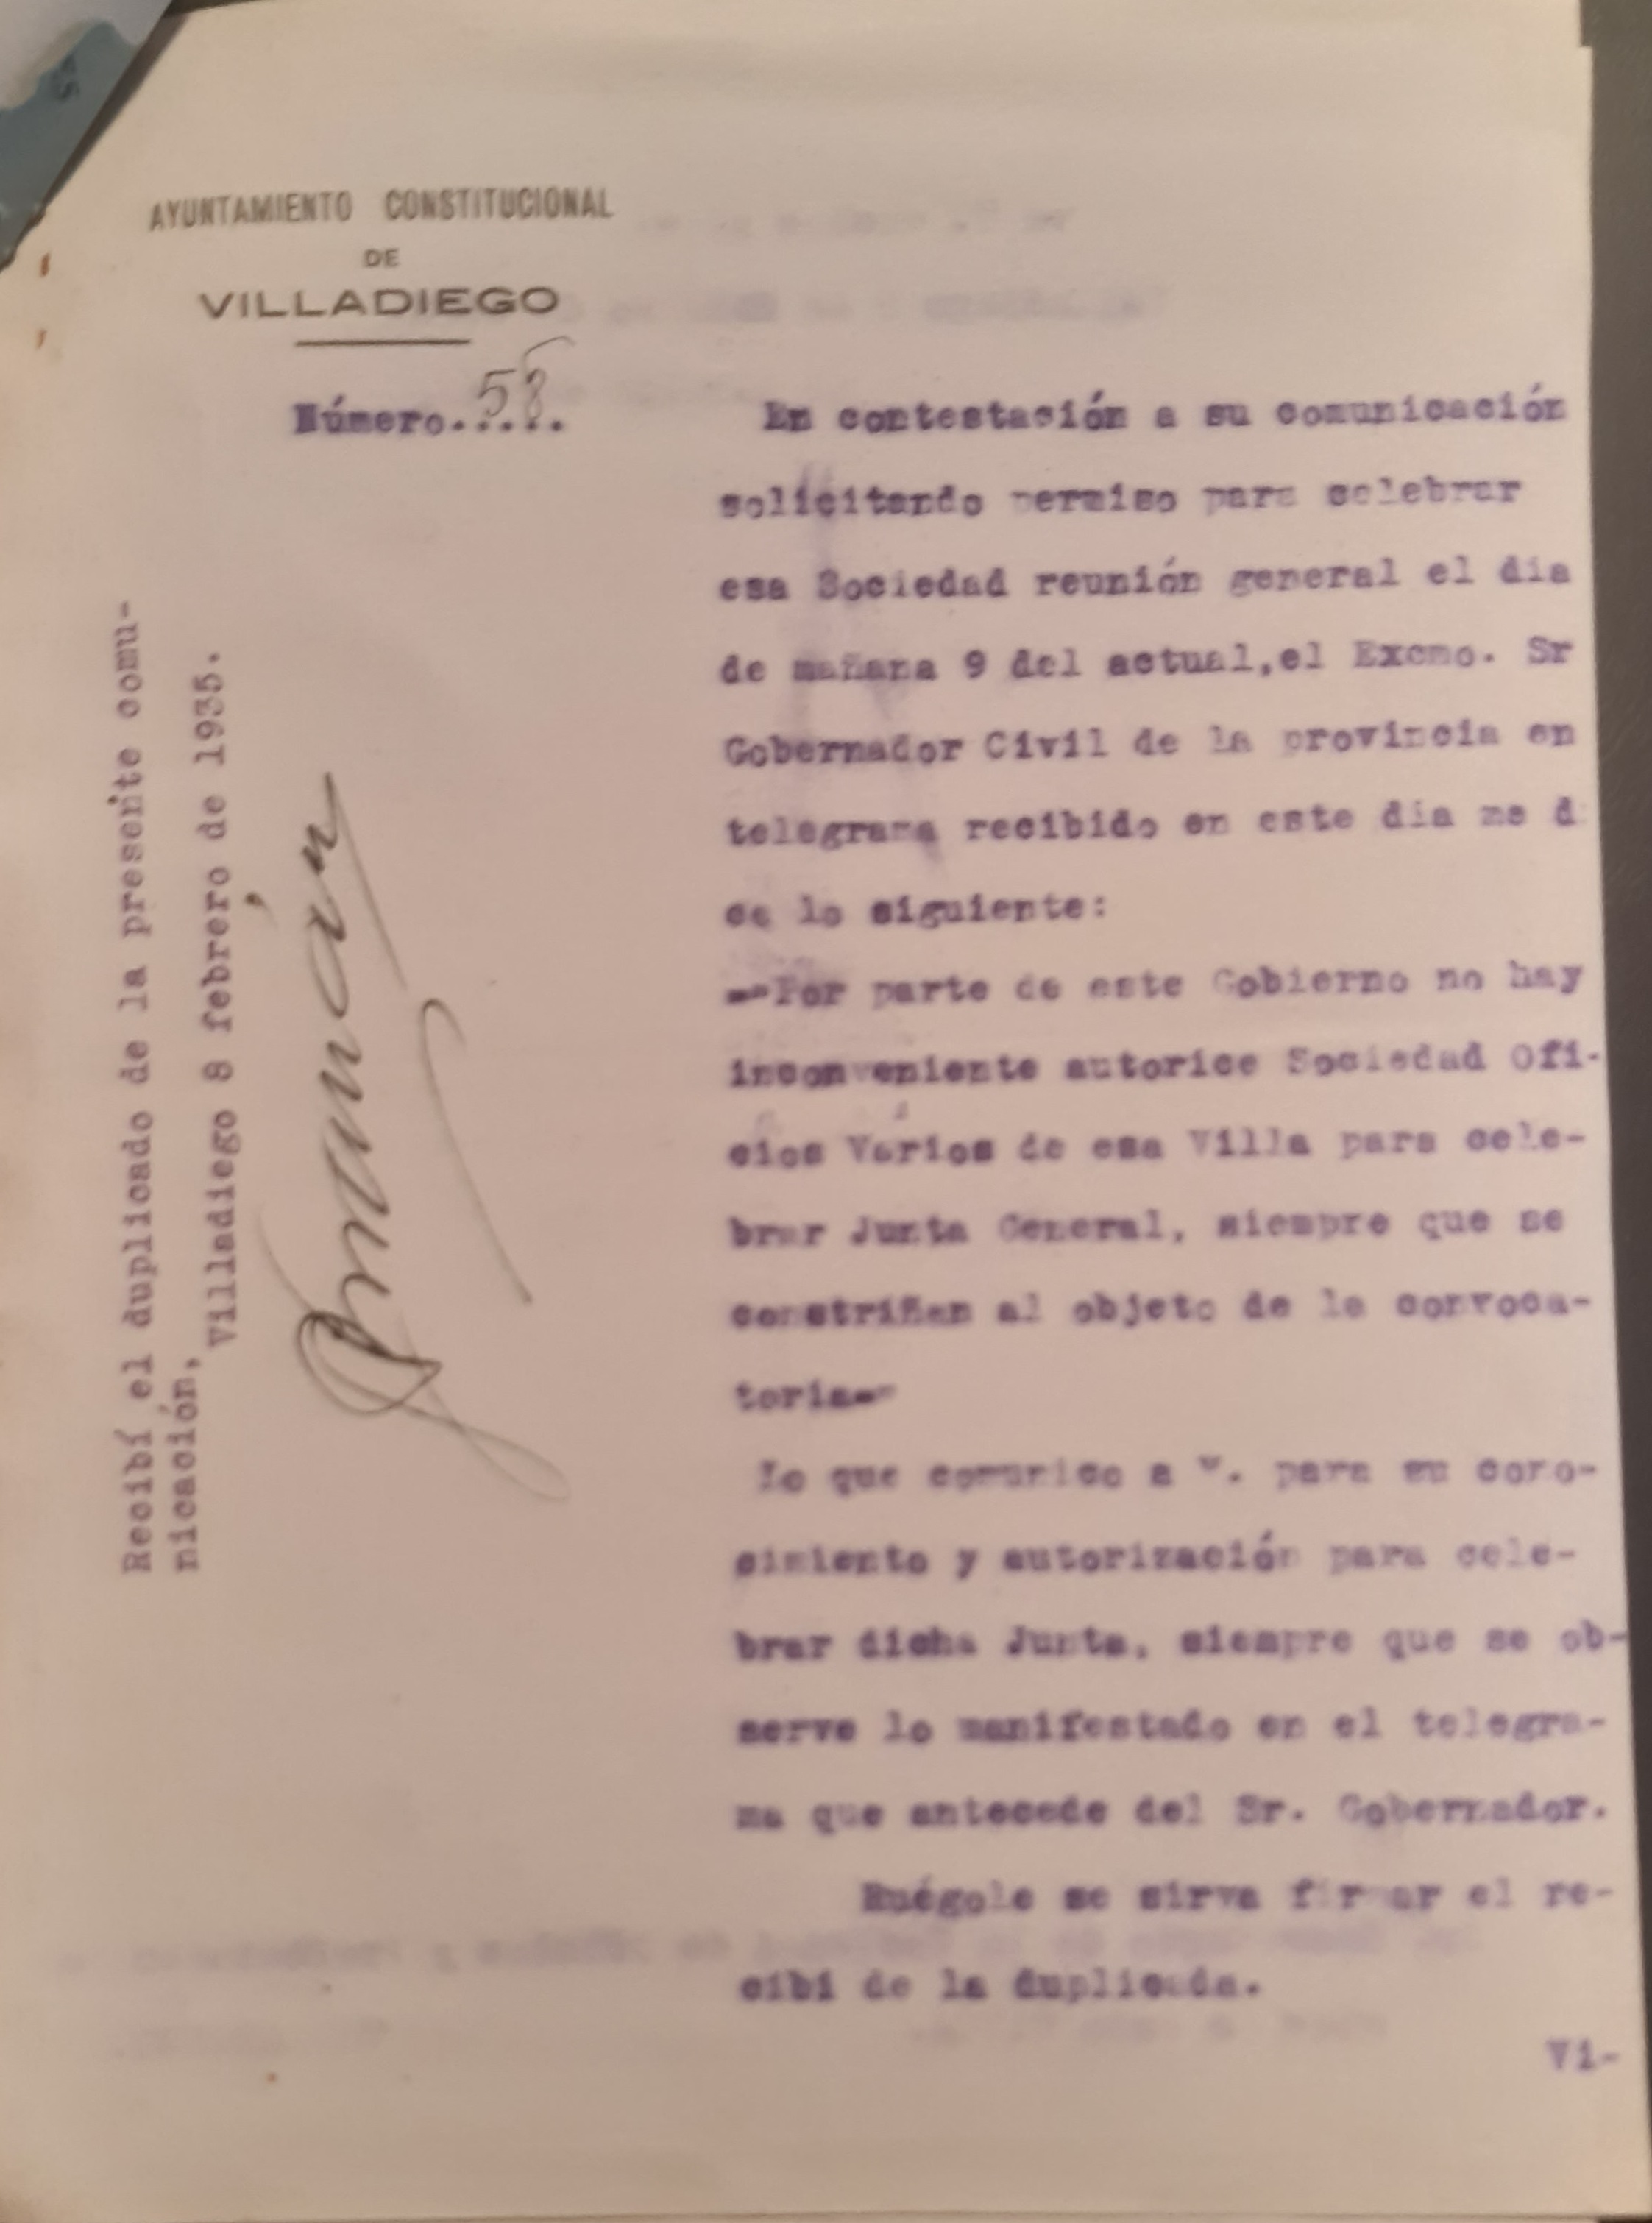 AYUNTAMIENTO CONSTITUCIONAL
DE
VILLADIEGO
Número..... 58
En contestación a su comunicación
solicitando permiso para celebrar
esa Sociedad reunión general el dia
de mañana 9 del actual,el Excmo. Sr
Gobernador Civil de la provincia en
telegrama recibido en este dia me d
ce lo siguiente:
="Por parte de este Gobierno no hay
inconveniente autorice Sociedad Ofi-
cios Varios de esa Villa para cele-
brar Junta General, siempre que se
constriñan al objeto de la convoca-
toria="
Lo que comunico a V. para su cono-
cimiento y autorización para cele-
brar dicha Junta, siempre que se ob-
serve lo manifestado en el telegra-
ma que antecede del Sr. Gobernador.
Ruégole se sirva firmar el re-
cibi de la duplicada.
Vi-
Recibí el duplicado de la presente comu-
nicación,
Villadiego 8 febrero de 1935.